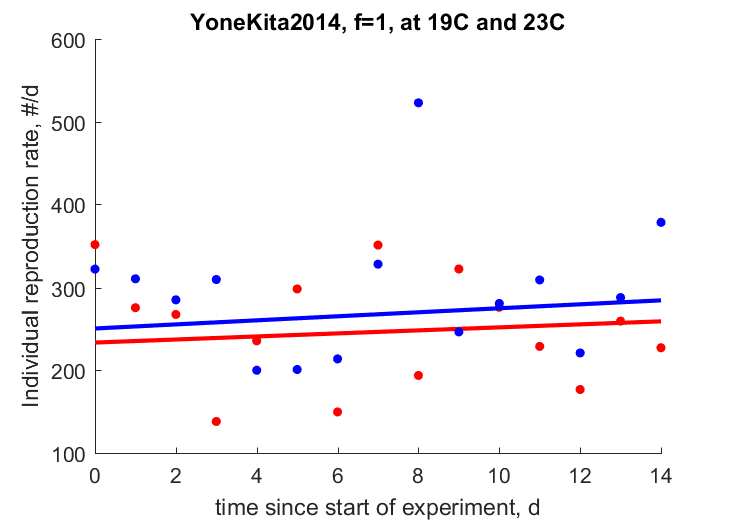 YoneKita2014, f=1, at 19C and 23C
600
500
400
300
200
100
Individual reproduction rate, #/d
0 2 4 6 8 10 12 14
time since start of experiment, d